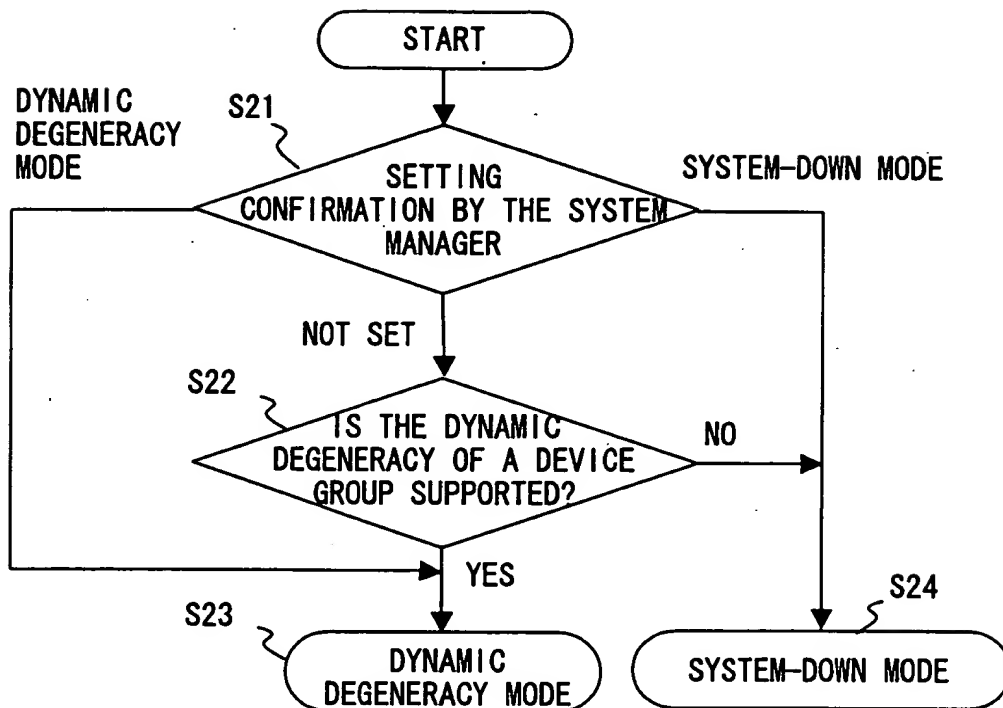 START
DYNAMIC
DEGENERACY
MODE
S21
SETTING
CONFIRMATION BY THE SYSTEM
MANAGER
SYSTEM-DOWN MODE
NOT SET
S22
IS THE DYNAMIC
DEGENERACY OF A DEVICE
GROUP SUPPORTED?
NO
YES
S23
DYNAMIC
DEGENERACY MODE
S24
SYSTEM-DOWN MODE